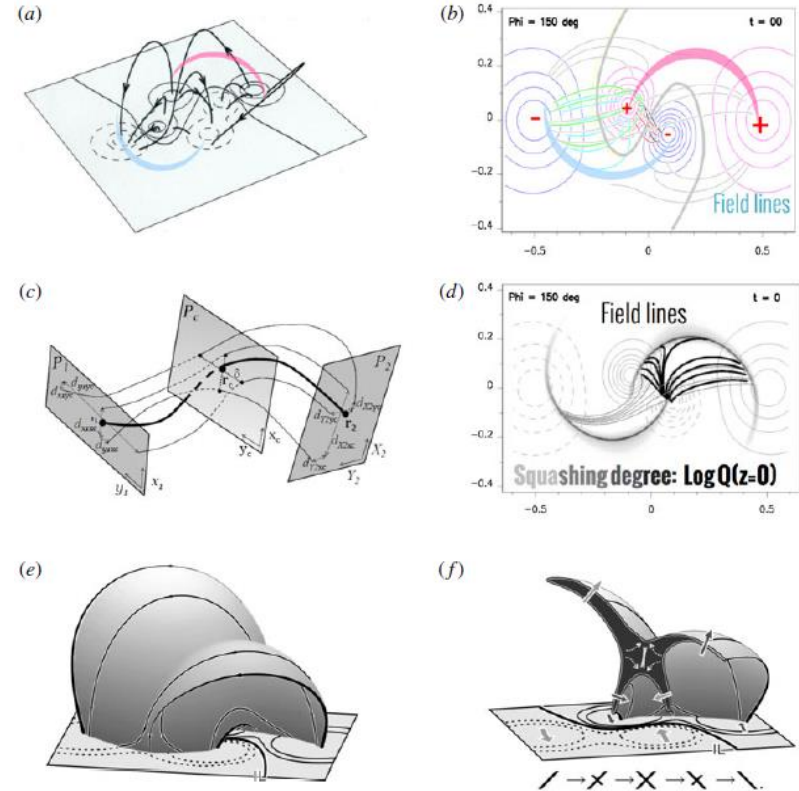 (a)
(b)
Phi = 150 deg
t = 00
0.4
0.2
0
-0.2
-0.4
-
+
-
+
Field lines
-0.5
0
0.5
(c)
P1
Pc
P2
rc
δ
r2
yc
xc
y1
x1
X2
Y2
(d)
Phi = 150 deg
Field lines
t = 0
0.4
0.2
0
-0.2
-0.4
Squashing degree: Log Q(z=0)
-0.5
0
0.5
(e)
IL
(f)
IL